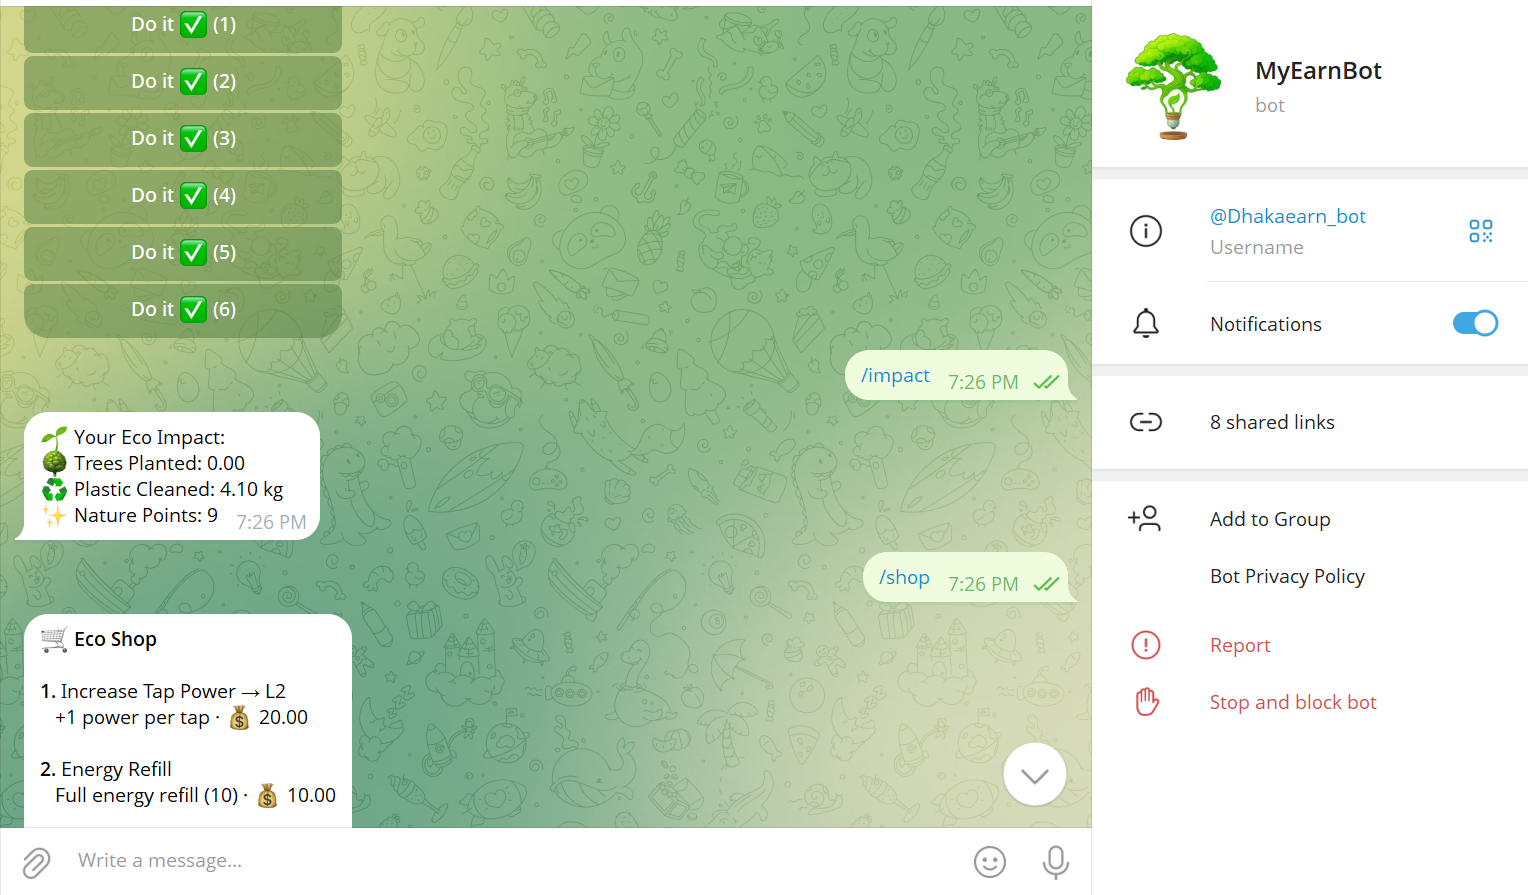 Do it ✅ (1)
Do it ✅ (2)
Do it ✅ (3)
Do it ✅ (4)
Do it ✅ (5)
Do it ✅ (6)
/impact 7:26 PM
🌱 Your Eco Impact:
🌳 Trees Planted: 0.00
♻️ Plastic Cleaned: 4.10 kg
✨ Nature Points: 9 7:26 PM
/shop 7:26 PM
🛒 Eco Shop
1. Increase Tap Power → L2
+1 power per tap · 💰 20.00
2. Energy Refill
Full energy refill (10) · 💰 10.00
Write a message...
MyEarnBot
bot
@Dhakaearn_bot
Username
Notifications
8 shared links
Add to Group
Bot Privacy Policy
Report
Stop and block bot